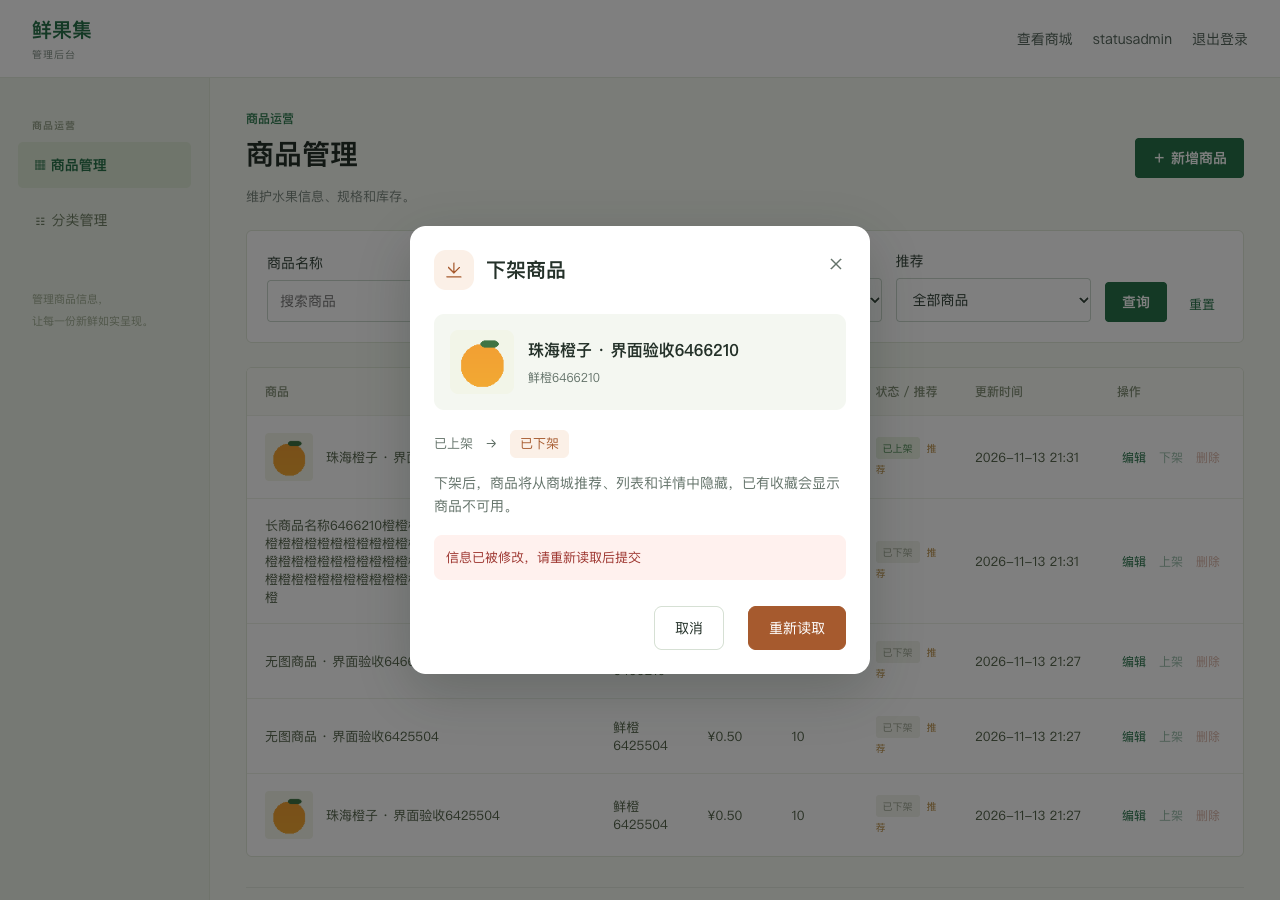 鲜果集
管理后台
查看商城 statusadmin 退出登录
商品运营
商品管理
分类管理
管理商品信息,
让每一份新鲜如实呈现。
商品运营
商品管理
维护水果信息、规格和库存。
+ 新增商品
商品名称
搜索商品
推荐
全部商品
查询
重置
商品 状态 / 推荐 更新时间 操作
珠海橙子 · 界 已上架 推荐 2026-11-13 21:31 编辑 下架 删除
长商品名称6466210橙橙
橙橙橙橙橙橙橙橙橙橙橙
橙橙橙橙橙橙橙橙橙橙橙
橙橙橙橙橙橙橙橙橙橙橙
橙
已下架 推荐 2026-11-13 21:31 编辑 上架 删除
无图商品 · 界面验收646 已下架 推荐 2026-11-13 21:27 编辑 上架 删除
无图商品 · 界面验收6425504 鲜橙6425504 ¥0.50 10 已下架 推荐 2026-11-13 21:27 编辑 上架 删除
珠海橙子 · 界面验收6425504 鲜橙6425504 ¥0.50 10 已下架 推荐 2026-11-13 21:27 编辑 上架 删除
下架商品
珠海橙子 · 界面验收6466210
鲜橙6466210
已上架 → 已下架
下架后，商品将从商城推荐、列表和详情中隐藏，已有收藏会显示
商品不可用。
信息已被修改，请重新读取后提交
取消 重新读取